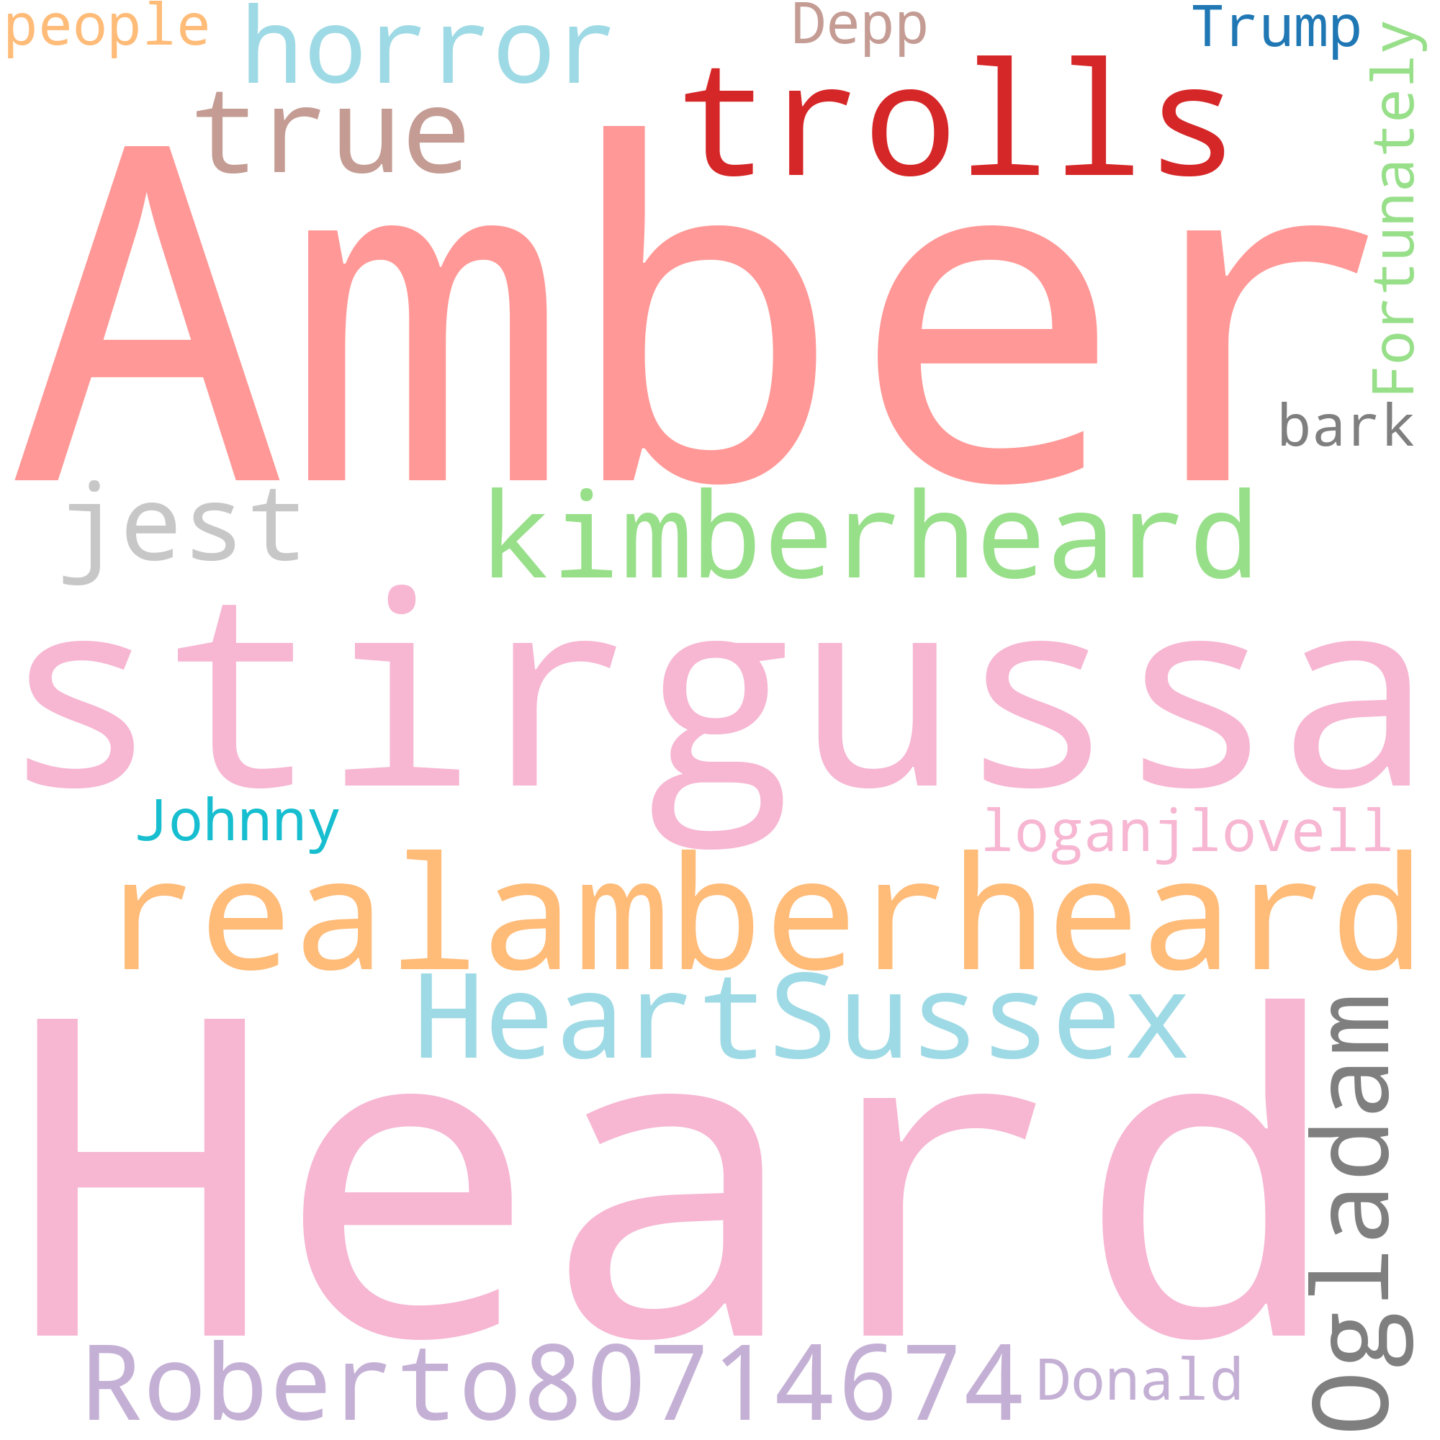 people
horror
Depp
Trump
true
trolls
Fortunately
Amber
bark
jest
kimberheard
stirgussa
Johnny
loganjlovell
realamberheard
HeartSussex
Heard
Oglądam
Roberto80714674
Donald